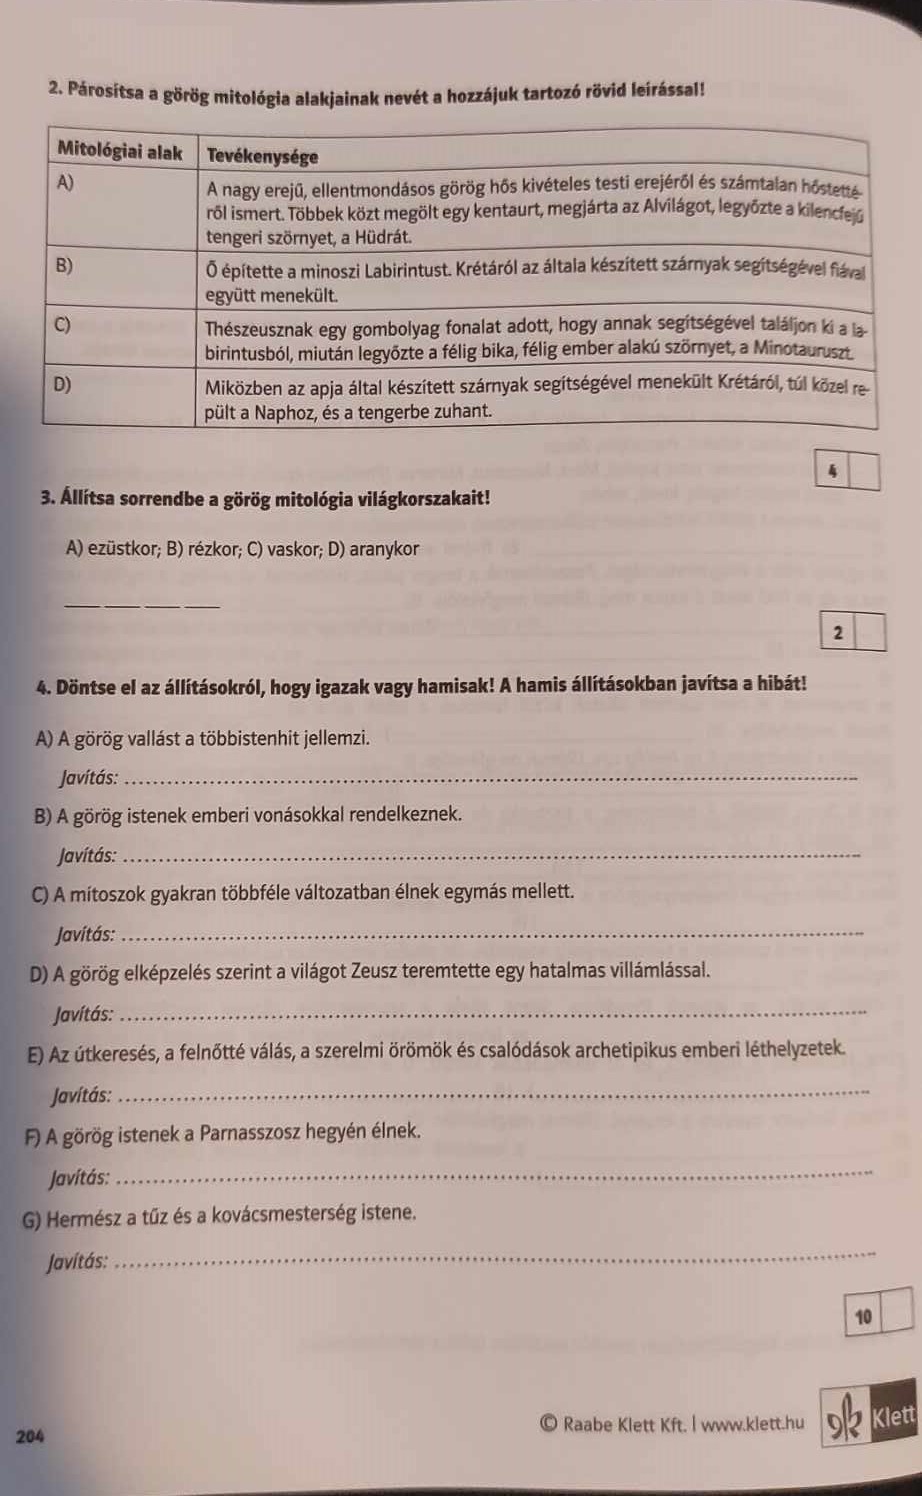 2. Párosítsa a görög mitológia alakjainak nevét a hozzájuk tartozó rövid leírással!
Mitológiai alak Tevékenysége
A) A nagy erejű, ellentmondásos görög hős kivételes testi erejéről és számtalan hőstetté-
ről ismert. Többek közt megölt egy kentaurt, megjárta az Alvilágot, legyőzte a kilencfejű
tengeri szörnyet, a Hüdrát.
B) Ő építette a minoszi Labirintust. Krétáról az általa készített szárnyak segítségével fiával
együtt menekült.
C) Thészeusznak egy gombolyag fonalat adott, hogy annak segítségével találjon ki a la-
birintusból, miután legyőzte a félig bika, félig ember alakú szörnyet, a Minotauruszt.
D) Miközben az apja által készített szárnyak segítségével menekült Krétáról, túl közel re-
pült a Naphoz, és a tengerbe zuhant.
4
3. Állítsa sorrendbe a görög mitológia világkorszakait!
A) ezüstkor; B) rézkor; C) vaskor; D) aranykor
2
4. Döntse el az állításokról, hogy igazak vagy hamisak! A hamis állításokban javítsa a hibát!
A) A görög vallást a többistenhit jellemzi.
Javítás:
B) A görög istenek emberi vonásokkal rendelkeznek.
Javítás:
C) A mítoszok gyakran többféle változatban élnek egymás mellett.
Javítás:
D) A görög elképzelés szerint a világot Zeusz teremtette egy hatalmas villámlással.
Javítás:
E) Az útkeresés, a felnőtté válás, a szerelmi örömök és csalódások archetipikus emberi léthelyzetek.
Javítás:
F) A görög istenek a Parnasszosz hegyén élnek.
Javítás:
G) Hermész a tűz és a kovácsmesterség istene.
Javítás:
10
204
© Raabe Klett Kft. | www.klett.hu
Klett